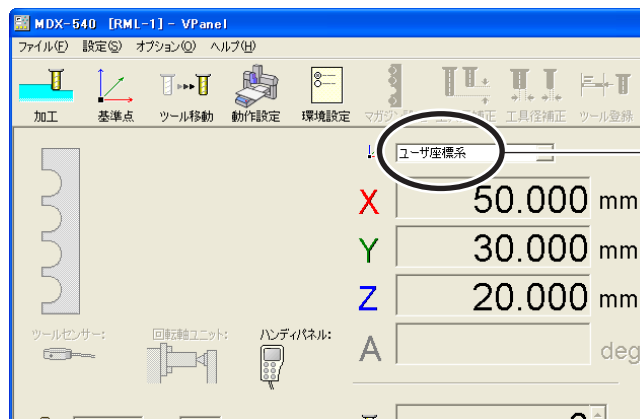 MDX-540 [RML-1] - VPanel
ファイル(F) 設定(S) オプション(O) ヘルプ(H)
加工 基準点 ツール移動 動作設定 環境設定 工具径補正 ツール登録
ユーザ座標系
X 50.000 mm
Y 30.000 mm
Z 20.000 mm
ツールセンサー: 回転軸ユニット: ハンディパネル:
A deg